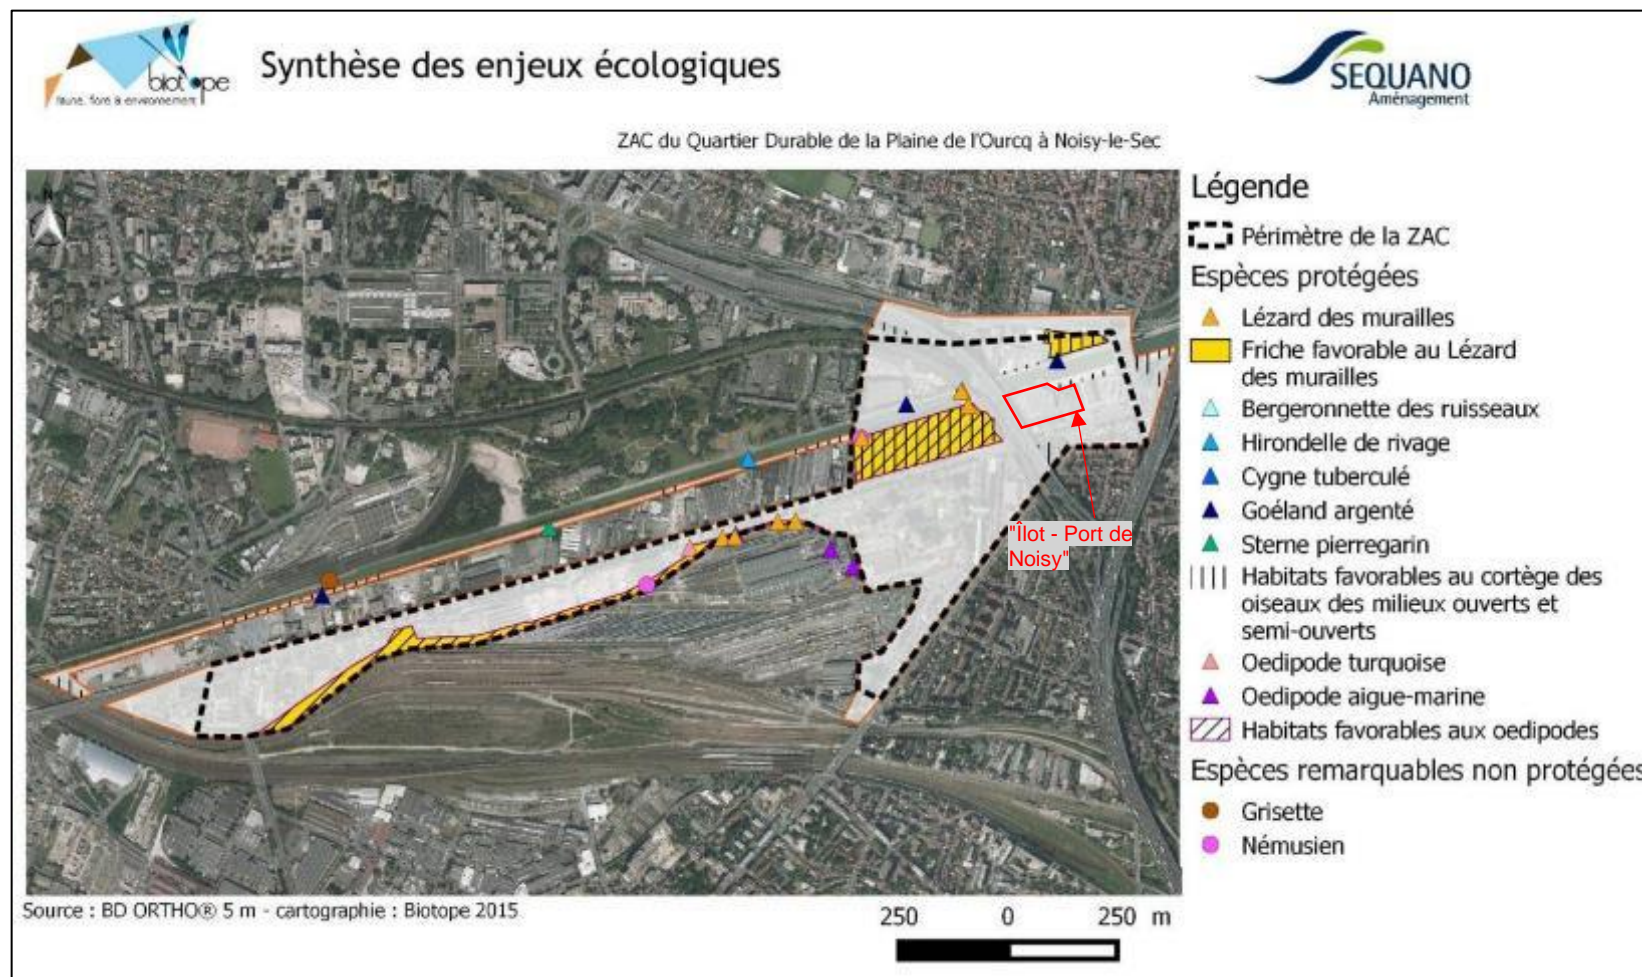 biotope
faune, flore & environnement
Synthèse des enjeux écologiques
SEQUANO
Aménagement
ZAC du Quartier Durable de la Plaine de l'Ourcq à Noisy-le-Sec
N
Légende
Périmètre de la ZAC
Espèces protégées
Lézard des murailles
Friche favorable au Lézard
des murailles
Bergeronnette des ruisseaux
Hirondelle de rivage
Cygne tuberculé
Goéland argenté
Sterne pierregarin
Habitats favorables au cortège des
oiseaux des milieux ouverts et
semi-ouverts
Oedipode turquoise
Oedipode aigue-marine
Habitats favorables aux oedipodes
Espèces remarquables non protégées
Grisette
Némusien
"Îlot - Port de
Noisy"
Source : BD ORTHO® 5 m - cartographie : Biotope 2015
250 0 250 m